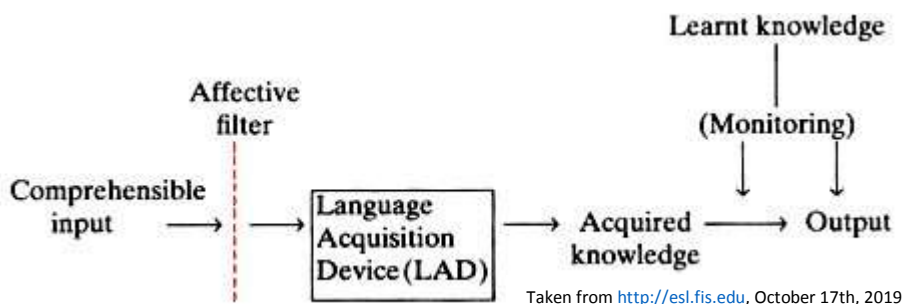 Learnt knowledge
Affective
filter
(Monitoring)
Comprehensible
input
Language
Acquisition
Device (LAD)
Acquired
knowledge
Output
Taken from http://esl.fis.edu, October 17th, 2019